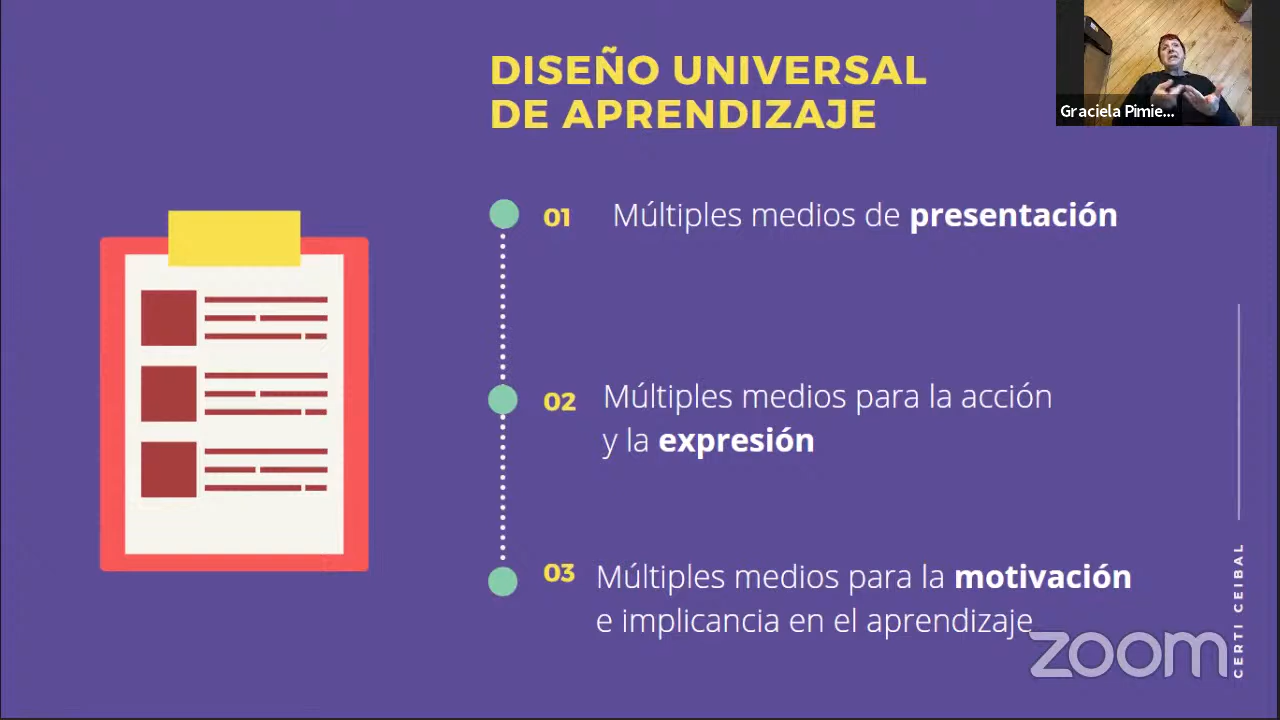 DISEÑO UNIVERSAL
DE APRENDIZAJE
Graciela Pimie...
01 Múltiples medios de presentación
02 Múltiples medios para la acción
y la expresión
03 Múltiples medios para la motivación
e implicancia en el aprendizaje
zoom
CERTI CEIBAL